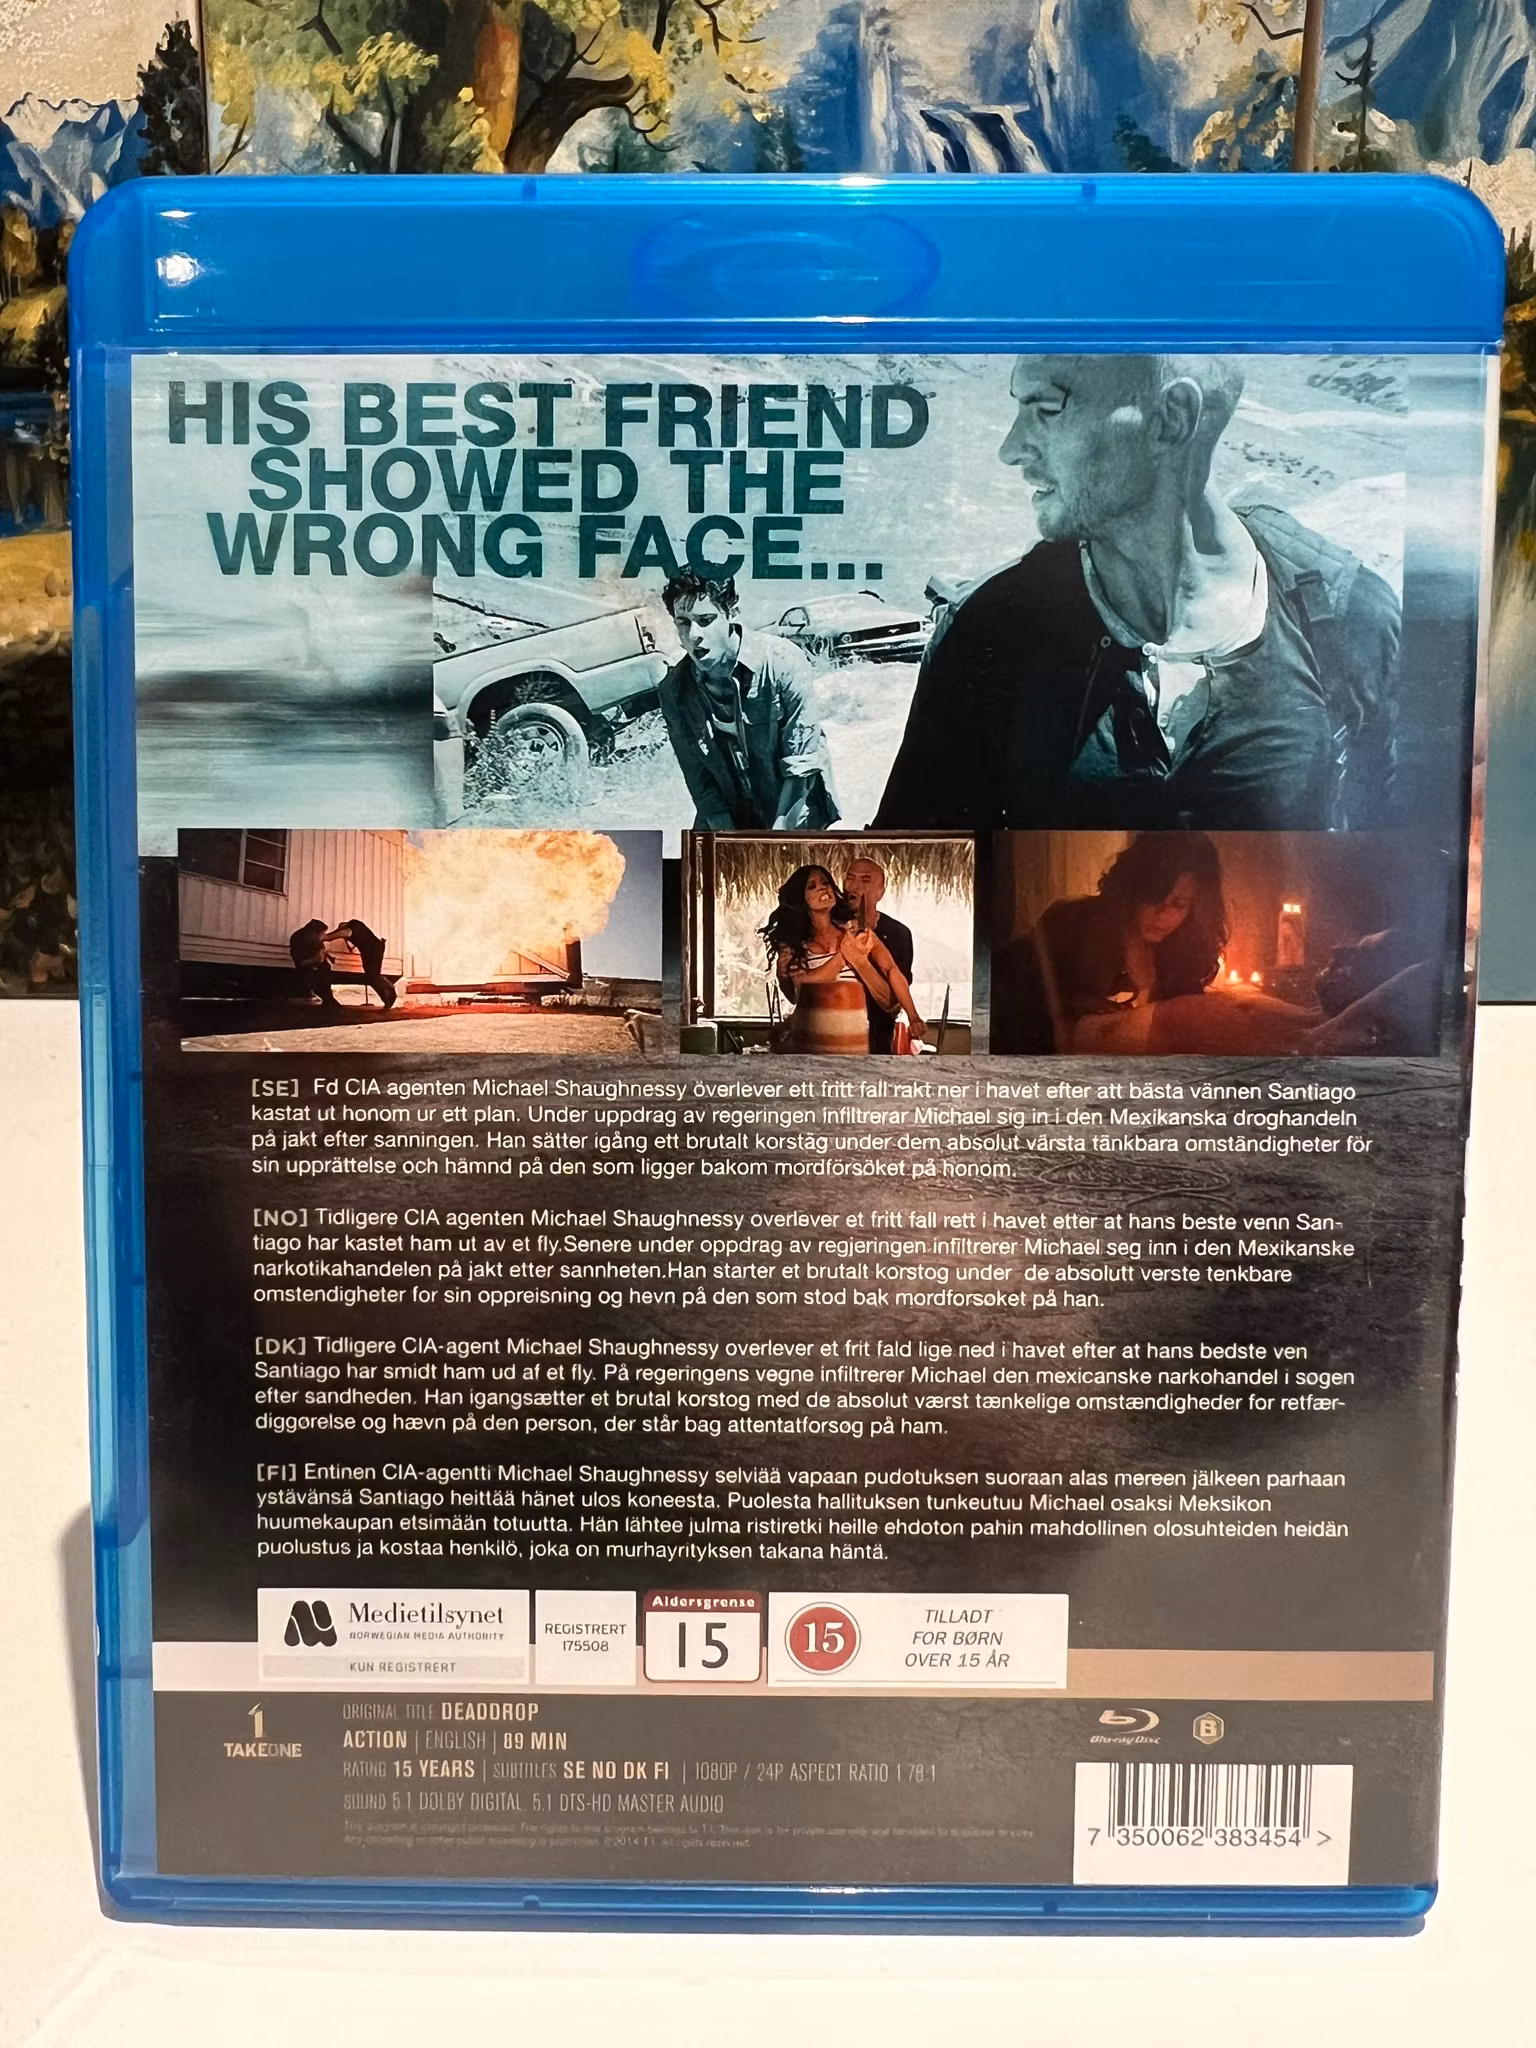 HIS BEST FRIEND
SHOWED THE
WRONG FACE...
[SE] Fd CIA agenten Michael Shaughnessy överlever ett fritt fall rakt ner i havet efter att bästa vännen Santiago
kastat ut honom ur ett plan. Under uppdrag av regeringen infiltrerar Michael sig in i den Mexikanska droghandeln
på jakt efter sanningen. Han sätter igång ett brutalt korståg under dem absolut värsta tänkbara omständigheter för
sin upprättelse och hämnd på den som ligger bakom mordförsöket på honom.
[NO] Tidligere CIA agenten Michael Shaughnessy overlever et fritt fall rett i havet etter at hans beste venn San-
tiago har kastet ham ut av et fly.Senere under oppdrag av regjeringen infiltrerer Michael seg inn i den Mexikanske
narkotikahandelen på jakt etter sannheten.Han starter et brutalt korstog under de absolutt verste tenkbare
omstendigheter for sin oppreisning og hevn på den som stod bak mordforsøket på han.
[DK] Tidligere CIA-agent Michael Shaughnessy overlever et frit fald lige ned i havet efter at hans bedste ven
Santiago har smidt ham ud af et fly. På regeringens vegne infiltrerer Michael den mexicanske narkohandel i søgen
efter sandheden. Han igangsætter et brutal korstog med de absolut værst tænkelige omstændigheder for retfær-
diggørelse og hævn på den person, der står bag attentatforsøg på ham.
[FI] Entinen CIA-agentti Michael Shaughnessy selviää vapaan pudotuksen suoraan alas mereen jälkeen parhaan
ystävänsä Santiago heittää hänet ulos koneesta. Puolesta hallituksen tunkeutuu Michael osaksi Meksikon
huumekaupan etsimään totuutta. Hän lähtee julma ristiretki heille ehdoton pahin mahdollinen olosuhteiden heidän
puolustus ja kostaa henkilö, joka on murhayrityksen takana häntä.
Medietilsynet
NORWEGIAN MEDIA AUTHORITY
KUN REGISTRERT
REGISTRERT
175508
Aldersgrense
15
15
TILLADT
FOR BØRN
OVER 15 ÅR
1
TAKEONE
ORIGINAL TITLE DEADDROP
ACTION | ENGLISH | 89 MIN
RATING 15 YEARS | SUBTITLES SE NO DK FI | 1080P / 24P ASPECT RATIO 1.78:1
SOUND 5.1 DOLBY DIGITAL, 5.1 DTS-HD MASTER AUDIO
Blu-ray Disc
B
7 350062 383454 >